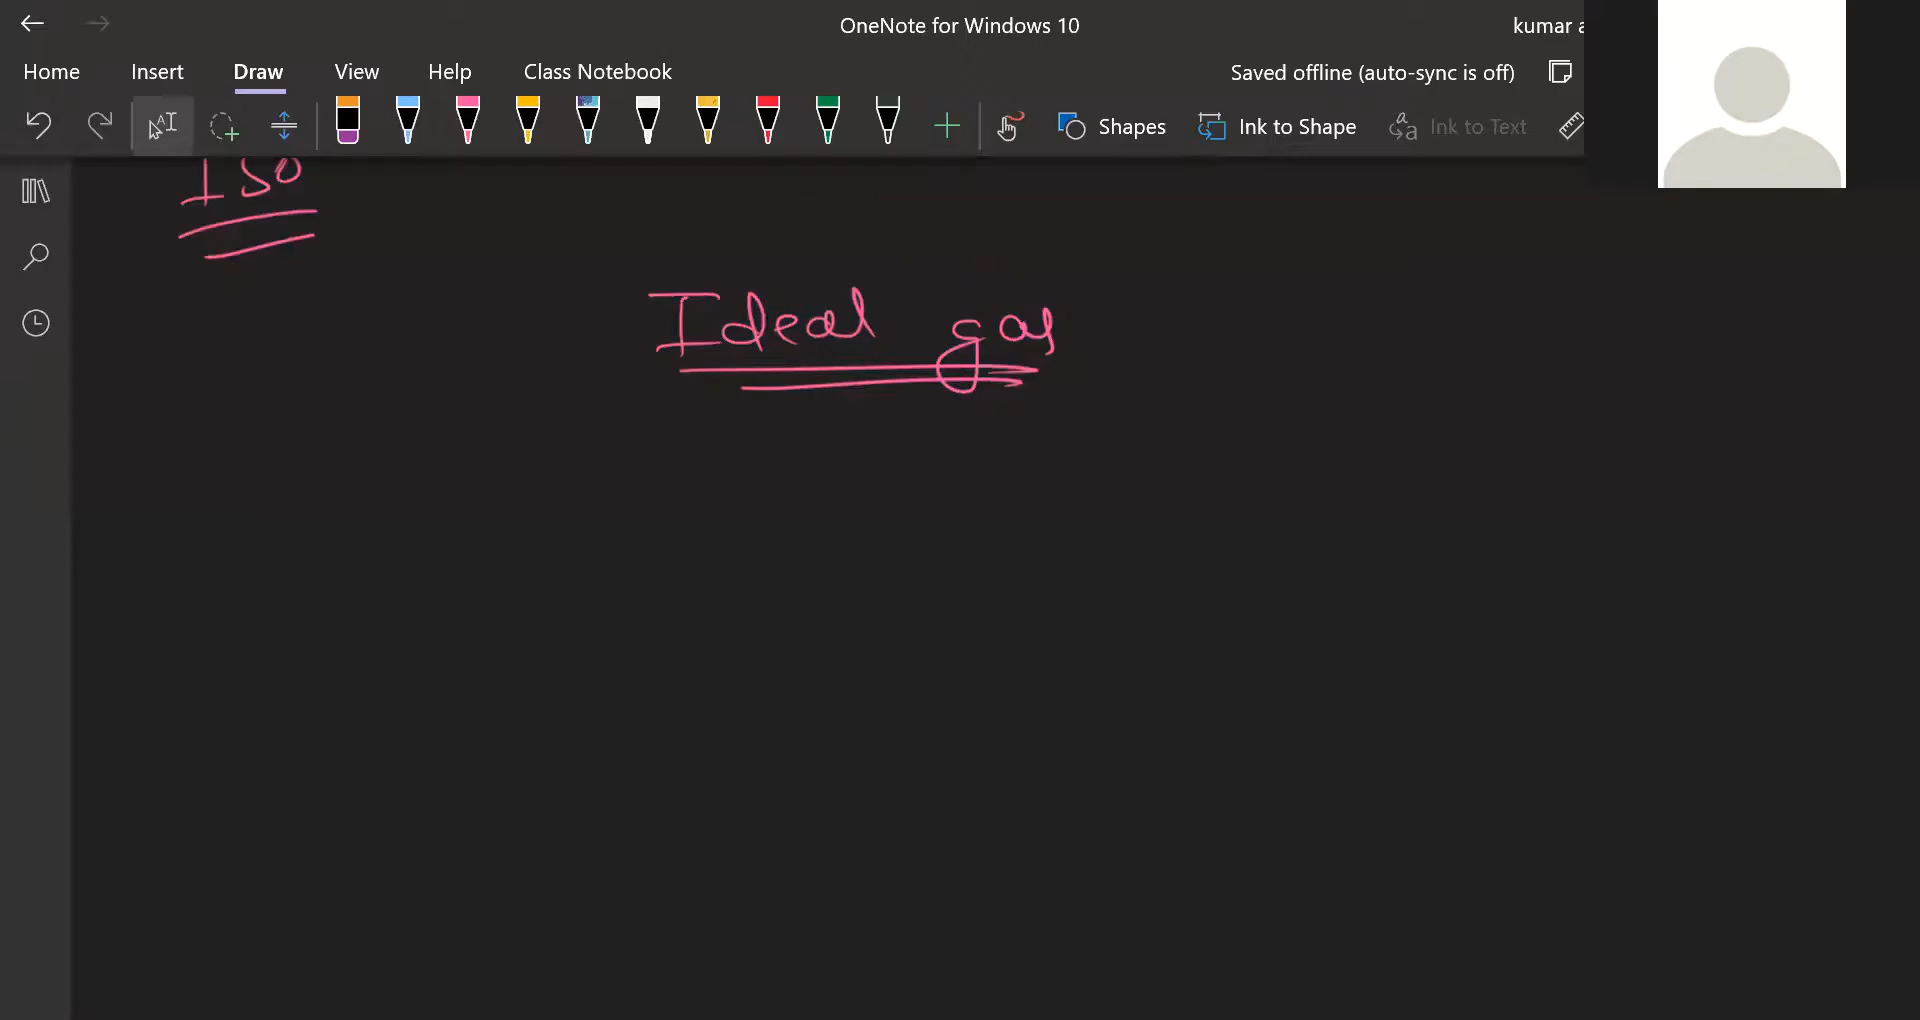 OneNote for Windows 10
kumar a
Home Insert Draw View Help Class Notebook
Saved offline (auto-sync is off)
Shapes Ink to Shape Ink to Text
ISO
Ideal gas